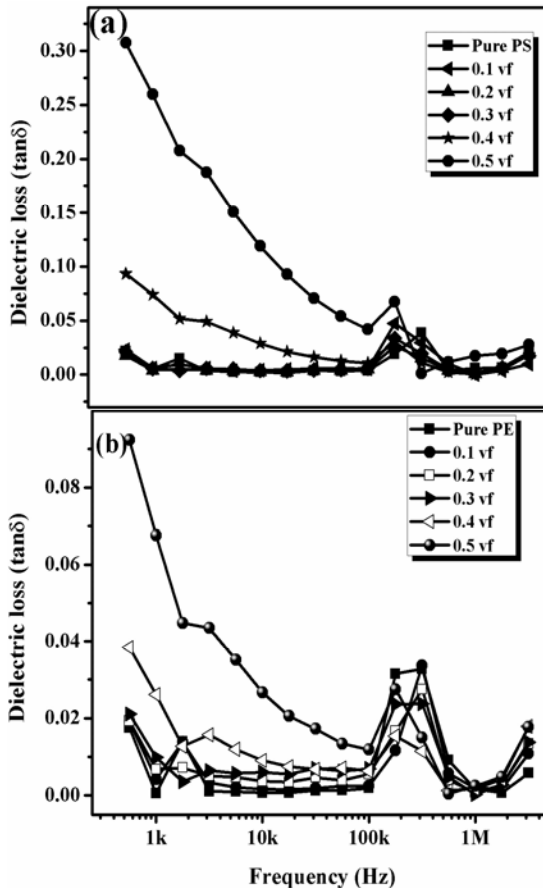 (a)
0.30
0.25
0.20
0.15
0.10
0.05
0.00
Dielectric loss (tanδ)
Pure PS
0.1 vf
0.2 vf
0.3 vf
0.4 vf
0.5 vf
(b)
0.08
0.06
0.04
0.02
0.00
Dielectric loss (tanδ)
Pure PE
0.1 vf
0.2 vf
0.3 vf
0.4 vf
0.5 vf
1k
10k
100k
1M
Frequency (Hz)